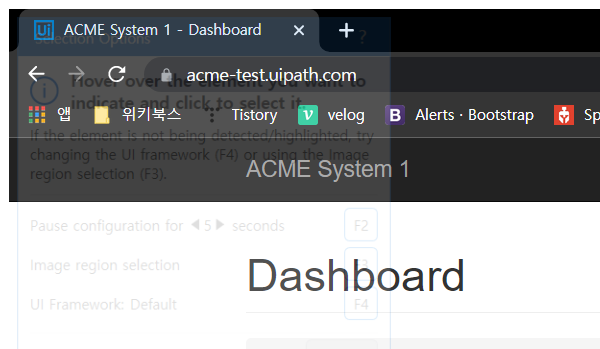 ACME System 1 - Dashboard
Selection Options ?
acme-test.uipath.com
Hover over the element you want to
indicate and click to select it
앱 위키북스 Tistory velog Alerts · Bootstrap Sp
If the element is not being detected/highlighted, try
changing the UI framework (F4) or using the Image
region selection (F3).
ACME System 1
Pause configuration for 5 seconds F2
Image region selection F3
Dashboard
UI Framework: Default F4